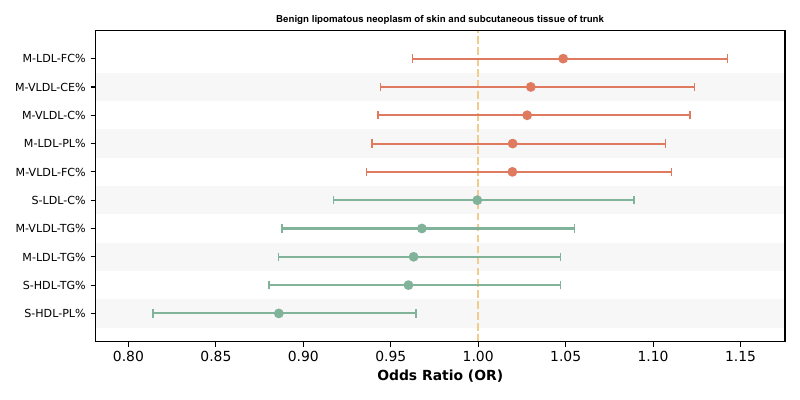 Benign lipomatous neoplasm of skin and subcutaneous tissue of trunk
M-LDL-FC%
M-VLDL-CE%
M-VLDL-C%
M-LDL-PL%
M-VLDL-FC%
S-LDL-C%
M-VLDL-TG%
M-LDL-TG%
S-HDL-TG%
S-HDL-PL%
0.80 0.85 0.90 0.95 1.00 1.05 1.10 1.15
Odds Ratio (OR)